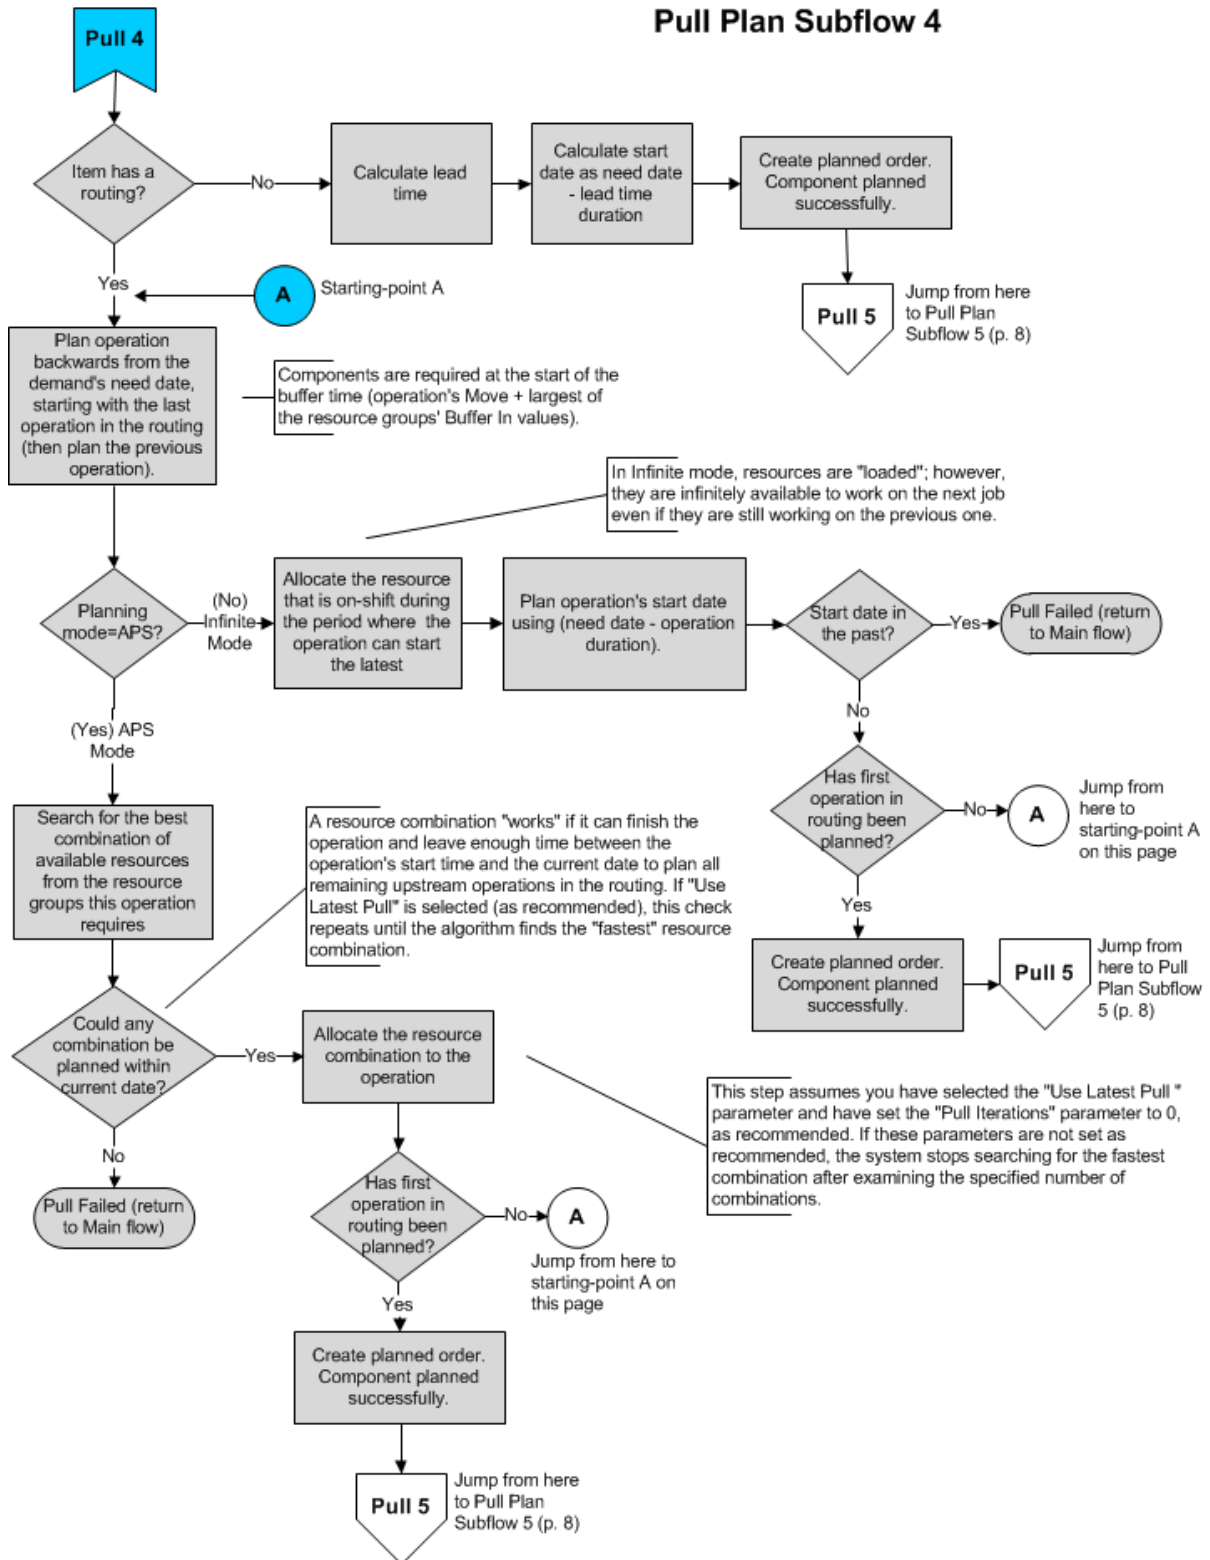 Pull Plan Subflow 4
Pull 4
Item has a
routing?
No
Calculate lead
time
Calculate start
date as need date
- lead time
duration
Create planned order.
Component planned
successfully.
Yes
A
Starting-point A
Pull 5
Jump from here
to Pull Plan
Subflow 5 (p. 8)
Plan operation
backwards from the
demand's need date,
starting with the last
operation in the routing
(then plan the previous
operation).
Components are required at the start of the
buffer time (operation's Move + largest of
the resource groups' Buffer In values).
In Infinite mode, resources are "loaded"; however,
they are infinitely available to work on the next job
even if they are still working on the previous one.
Planning
mode=APS?
(No)
Infinite
Mode
Allocate the resource
that is on-shift during
the period where the
operation can start
the latest
Plan operation's start date
using (need date - operation
duration).
Start date in
the past?
Yes
Pull Failed (return
to Main flow)
No
(Yes) APS
Mode
Has first
operation in
routing been
planned?
No
A
Jump from
here to
starting-point A
on this page
Search for the best
combination of
available resources
from the resource
groups this operation
requires
A resource combination "works" if it can finish the
operation and leave enough time between the
operation's start time and the current date to plan all
remaining upstream operations in the routing. If "Use
Latest Pull" is selected (as recommended), this check
repeats until the algorithm finds the "fastest" resource
combination.
Yes
Create planned order.
Component planned
successfully.
Pull 5
Jump from
here to Pull
Plan Subflow
5 (p. 8)
Could any
combination be
planned within
current date?
Yes
Allocate the resource
combination to the
operation
This step assumes you have selected the "Use Latest Pull "
parameter and have set the "Pull Iterations" parameter to 0,
as recommended. If these parameters are not set as
recommended, the system stops searching for the fastest
combination after examining the specified number of
combinations.
No
Pull Failed (return
to Main flow)
Has first
operation in
routing been
planned?
No
A
Jump from here to
starting-point A on
this page
Yes
Create planned order.
Component planned
successfully.
Pull 5
Jump from here
to Pull Plan
Subflow 5 (p. 8)